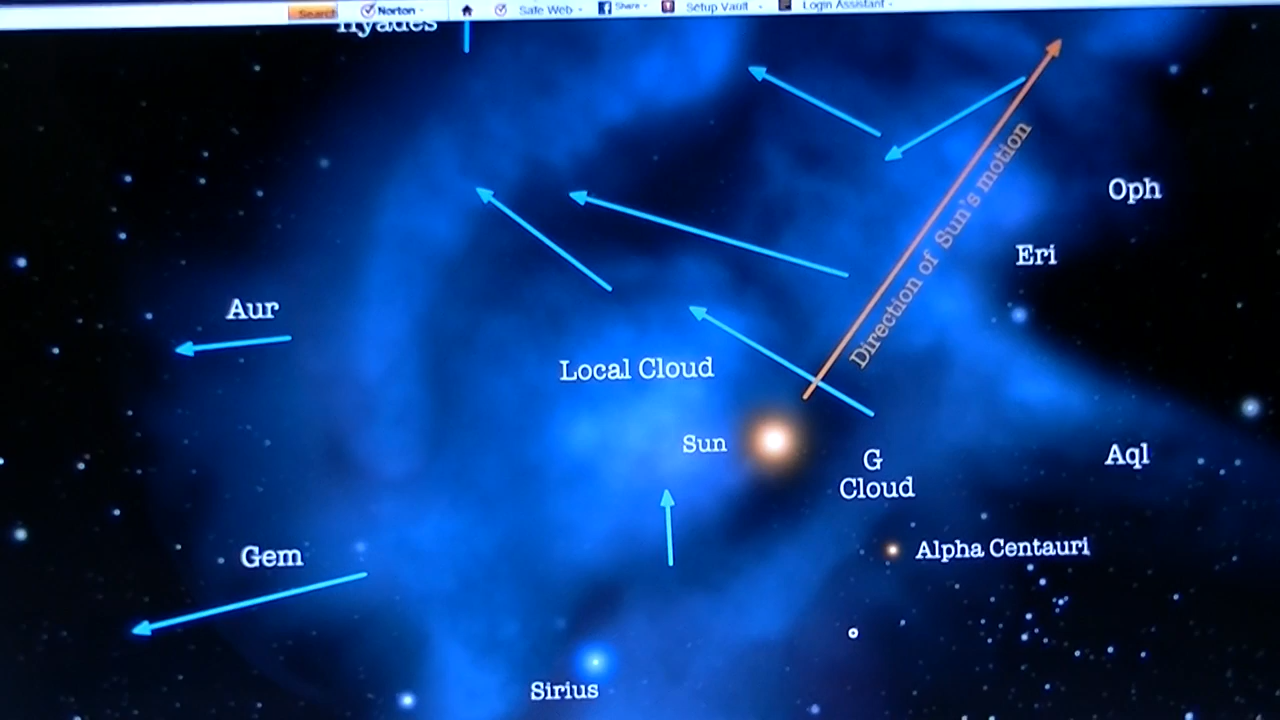 Search Norton Safe Web Share Setup Vault Login Assistant
Hyades
Oph
Direction of Sun's motion
Eri
Aur
Local Cloud
Sun
G
Cloud
Aql
Alpha Centauri
Gem
Sirius